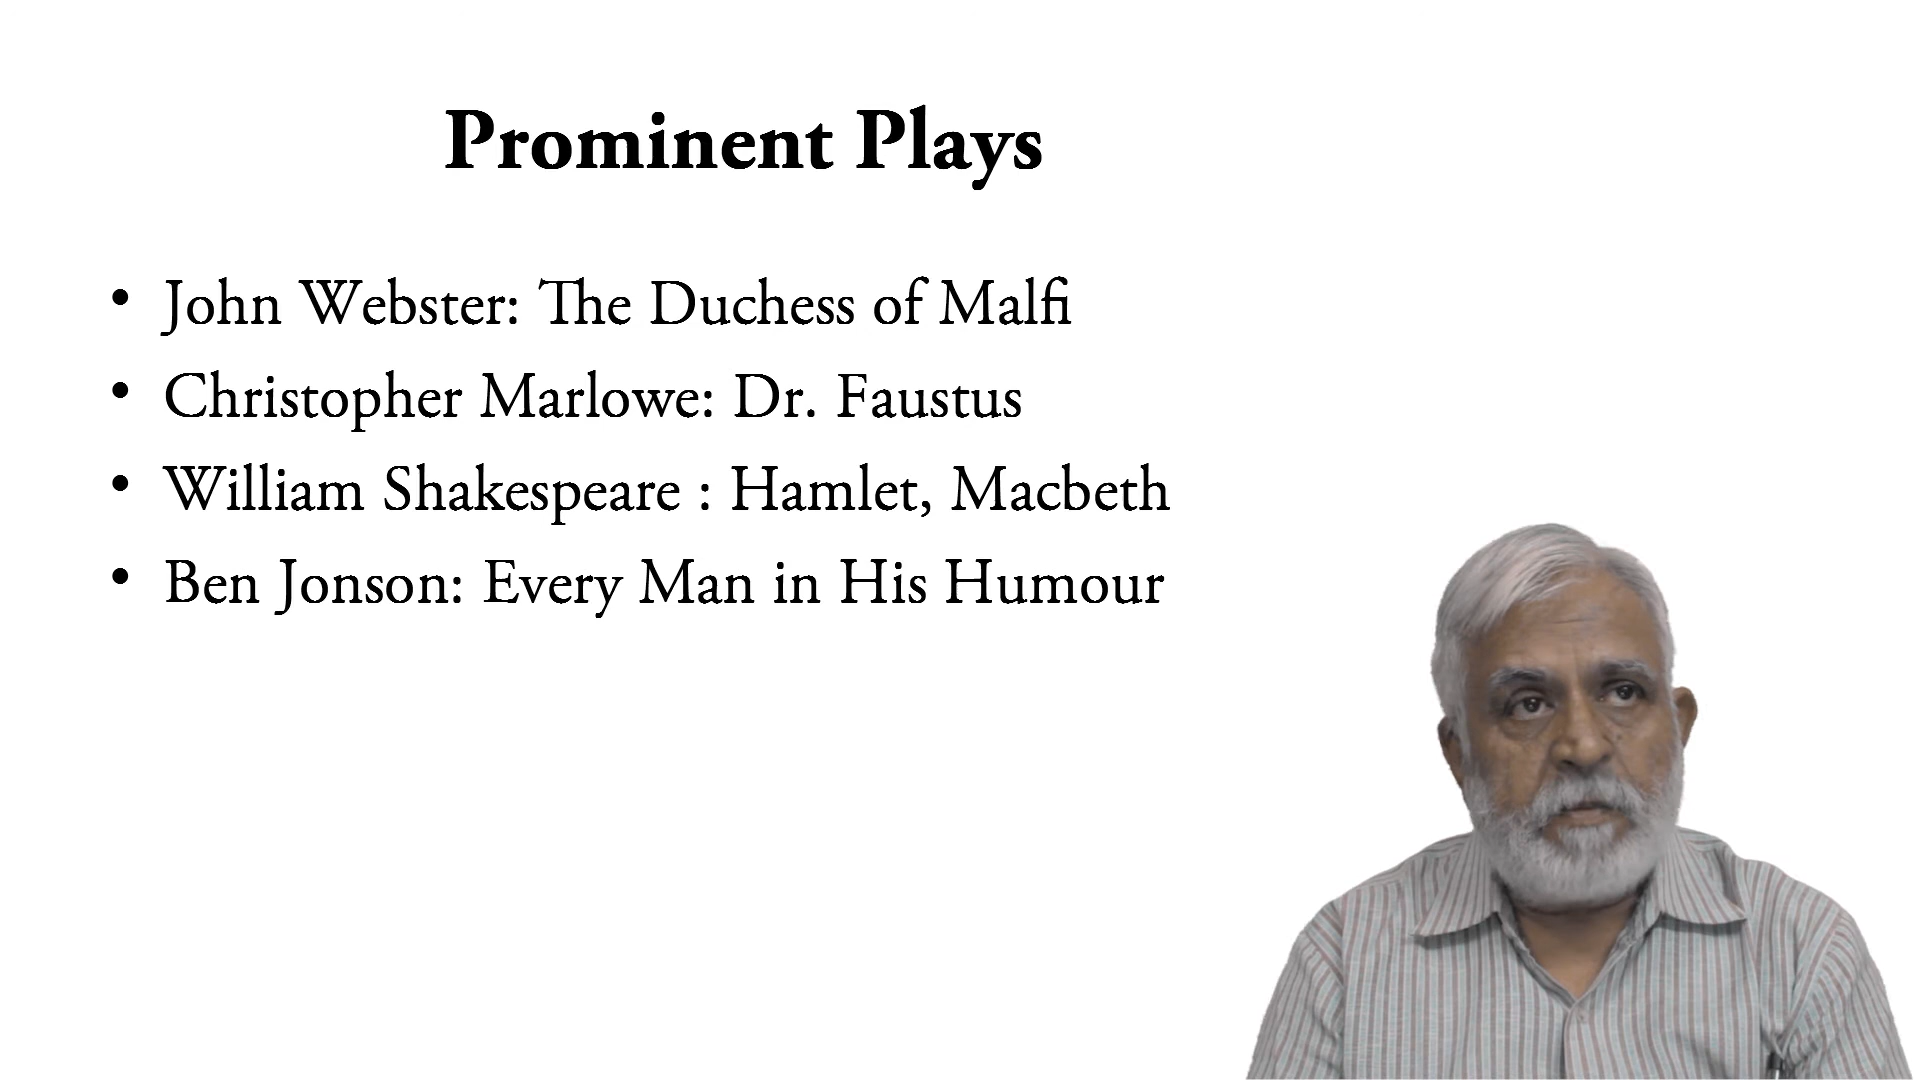 Prominent Plays
• John Webster: The Duchess of Malfi
• Christopher Marlowe: Dr. Faustus
• William Shakespeare : Hamlet, Macbeth
• Ben Jonson: Every Man in His Humour